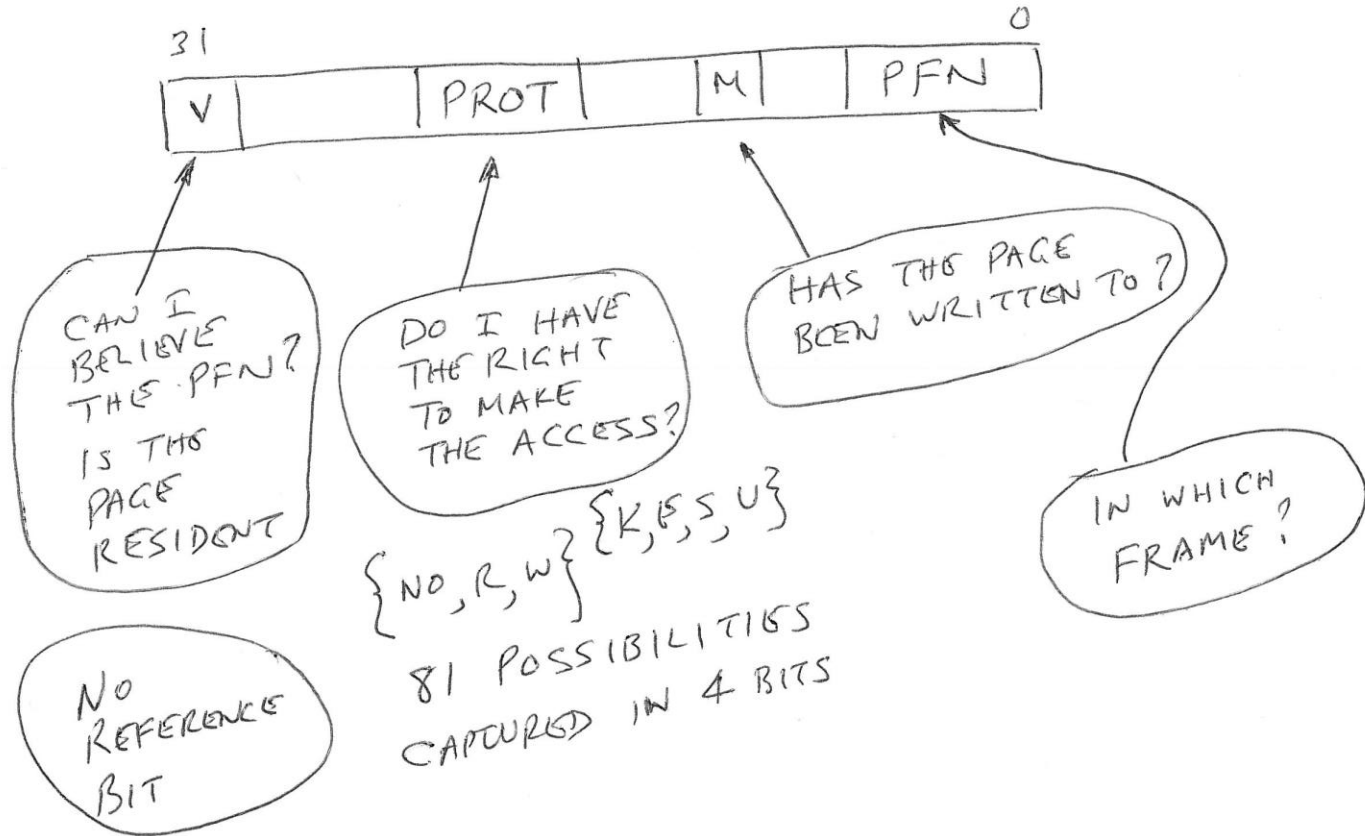 31 0
V PROT M PFN
CAN I
BELIEVE
THE PFN?
IS THE
PAGE
RESIDENT
DO I HAVE
THE RIGHT
TO MAKE
THE ACCESS?
HAS THE PAGE
BEEN WRITTEN TO?
IN WHICH
FRAME?
{NO, R, W} {K, E, S, U}
81 POSSIBILITIES
CAPTURED IN 4 BITS
NO
REFERENCE
BIT